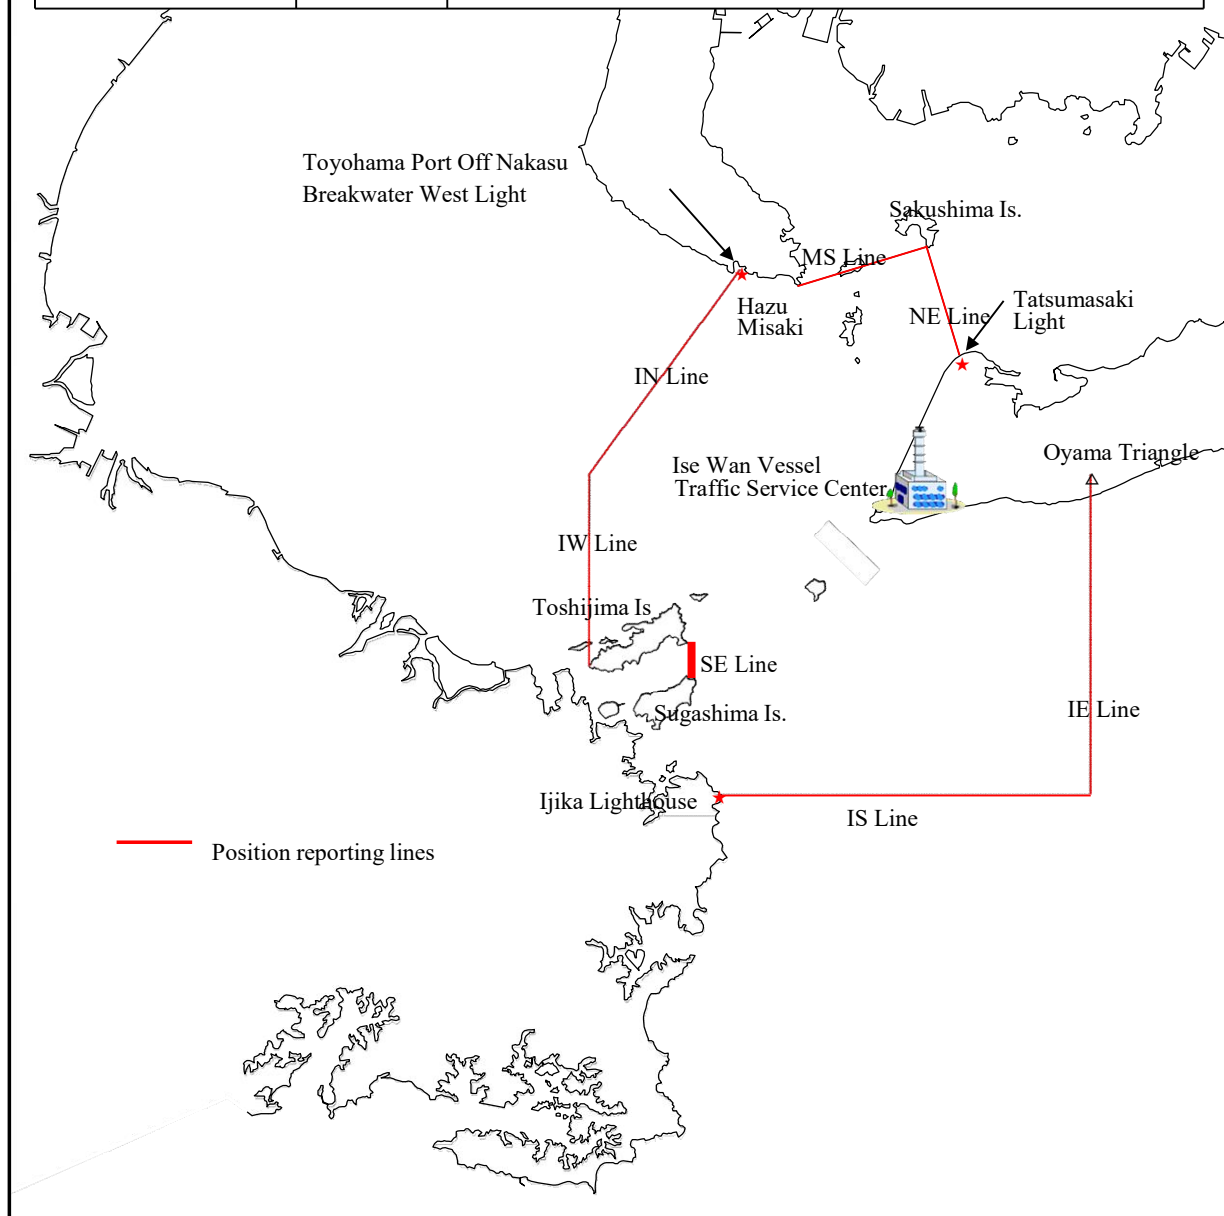 Toyohama Port Off Nakasu
Breakwater West Light
Sakushima Is.
MS Line
Hazu
Misaki
NE Line
Tatsumasaki
Light
IN Line
Oyama Triangle
Ise Wan Vessel
Traffic Service Center
IW Line
Toshijima Is
SE Line
Sugashima Is.
IE Line
Ijika Lighthouse
IS Line
Position reporting lines